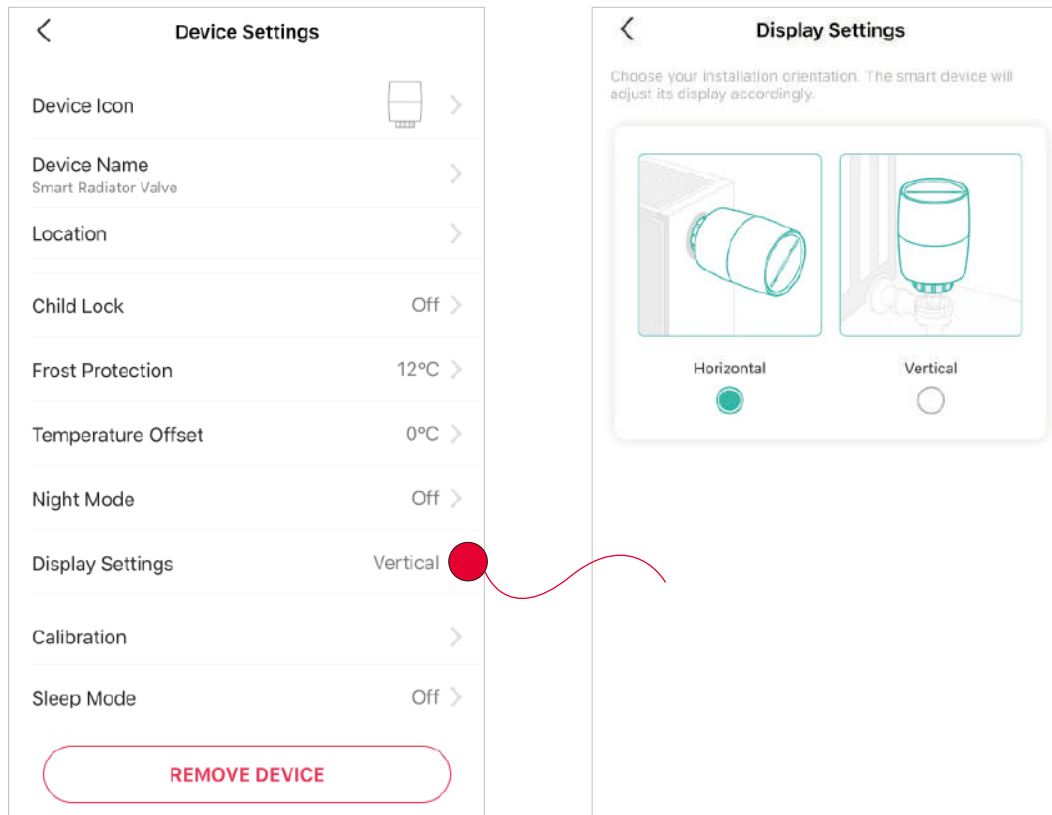 Device Settings
Device Icon
Device Name
Smart Radiator Valve
Location
Child Lock Off
Frost Protection 12°C
Temperature Offset 0°C
Night Mode Off
Display Settings Vertical
Calibration
Sleep Mode Off
REMOVE DEVICE
Display Settings
Choose your installation orientation. The smart device will
adjust its display accordingly.
Horizontal Vertical